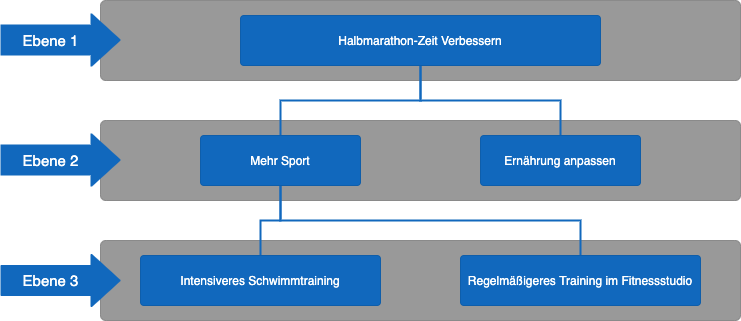 Ebene 1
Halbmarathon-Zeit Verbessern
Ebene 2
Mehr Sport
Ernährung anpassen
Ebene 3
Intensiveres Schwimmtraining
Regelmäßigeres Training im Fitnessstudio